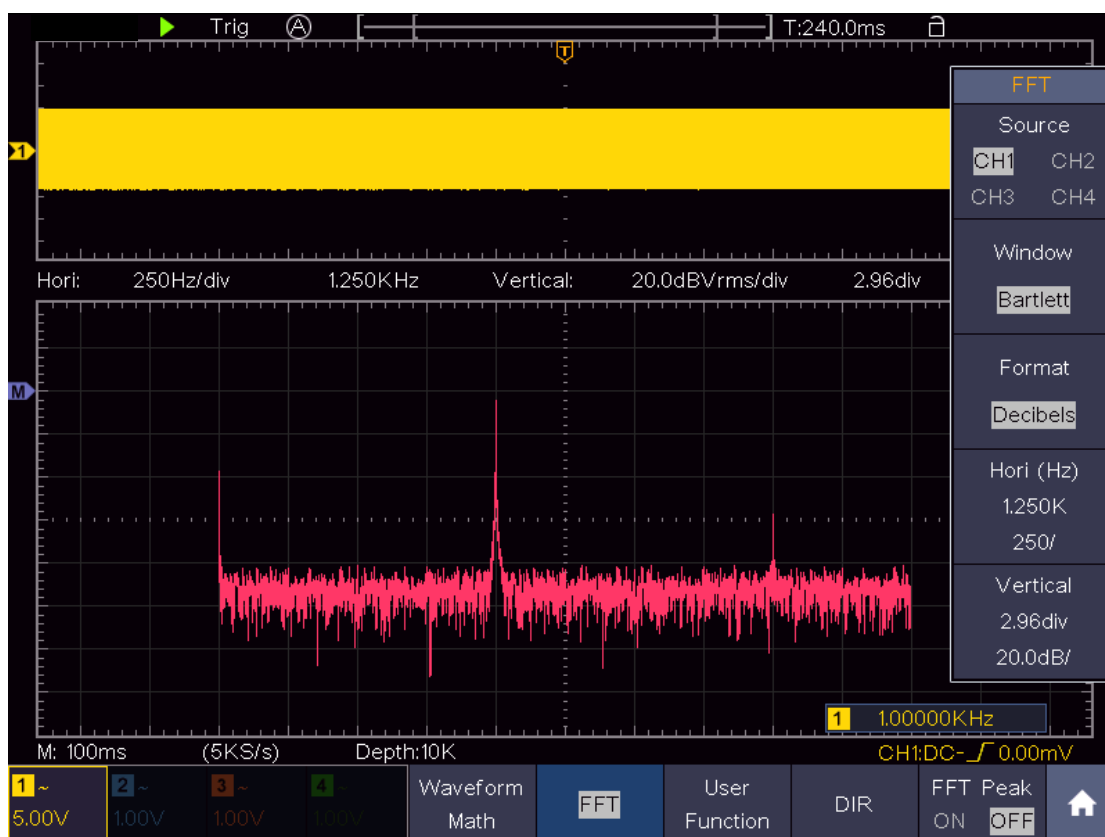 Trig A T:240.0ms
T
FFT
Source
1
CH1 CH2
CH3 CH4
Window
Hori: 250Hz/div 1.250KHz Vertical: 20.0dBVrms/div 2.96div
Bartlett
Format
M
Decibels
Hori (Hz)
1.250K
250/
Vertical
2.96div
20.0dB/
1 1.00000KHz
M: 100ms (5KS/s) Depth:10K CH1:DC- 0.00mV
1 ~ 2 ~ 3 ~ 4 ~ Waveform FFT User DIR FFT Peak
5.00V 1.00V 1.00V 1.00V Math Function ON OFF